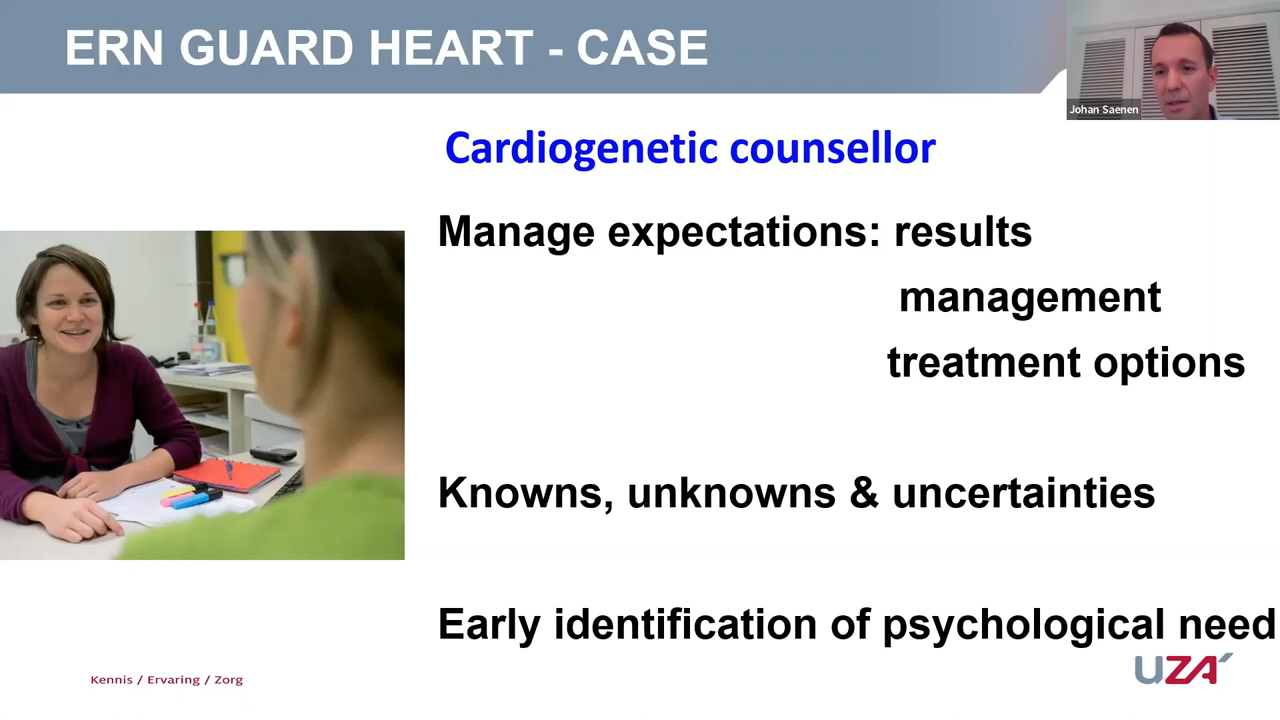 ERN GUARD HEART - CASE
Johan Saenen
Cardiogenetic counsellor
Manage expectations: results
management
treatment options
Knowns, unknowns & uncertainties
Early identification of psychological need
Kennis / Ervaring / Zorg
UZA